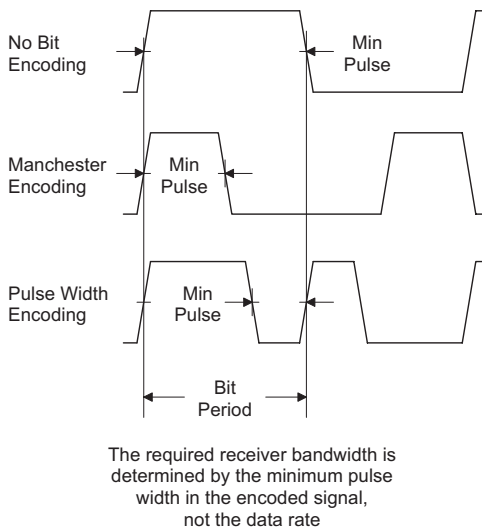 No Bit
Encoding
Min
Pulse
Manchester
Encoding
Min
Pulse
Pulse Width
Encoding
Min
Pulse
Bit
Period
The required receiver bandwidth is
determined by the minimum pulse
width in the encoded signal,
not the data rate